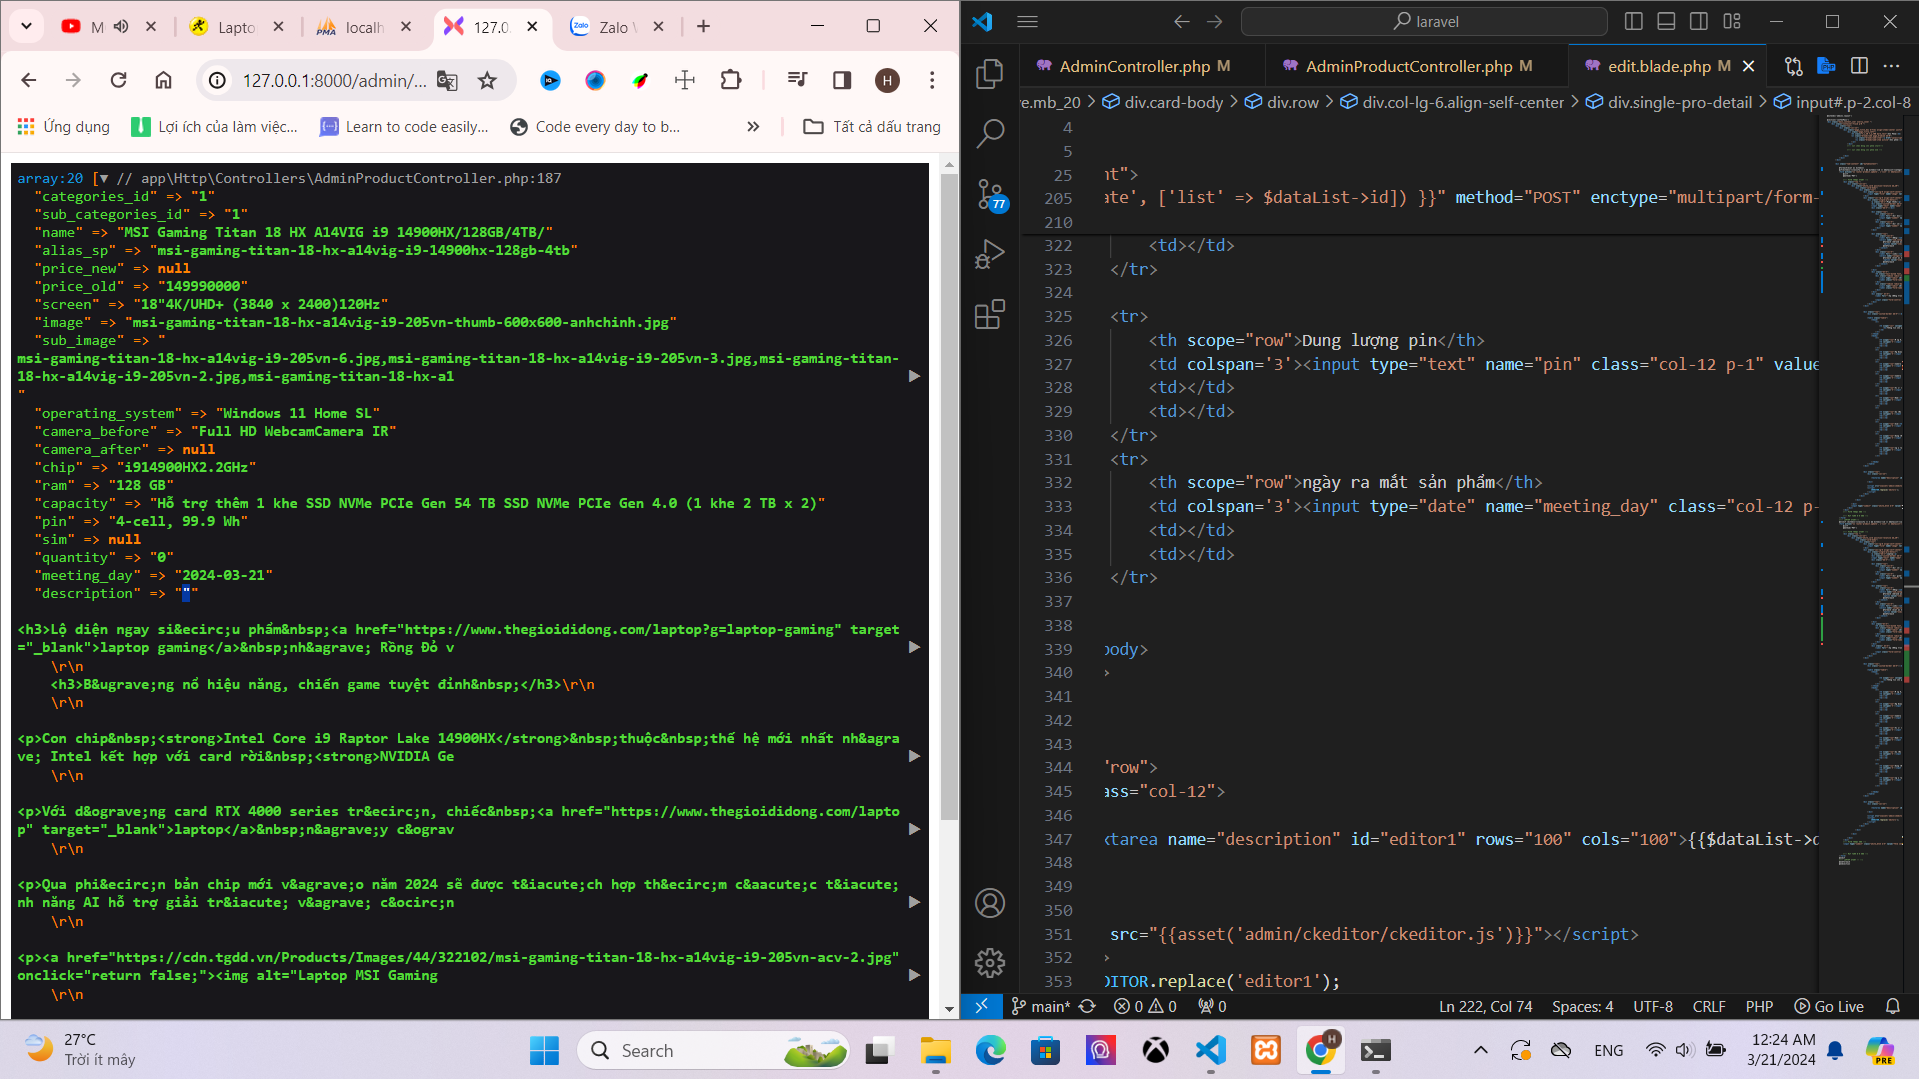 M
Lapto
localh
127.0.
Zalo
127.0.0.1:8000/admin/...
H
Ứng dụng
Lợi ích của làm việc...
Learn to code easily...
Code every day to b...
Tất cả dấu trang
array:20 [▼ // app\Http\Controllers\AdminProductController.php:187
"categories_id" => "1"
"sub_categories_id" => "1"
"name" => "MSI Gaming Titan 18 HX A14VIG i9 14900HX/128GB/4TB/"
"alias_sp" => "msi-gaming-titan-18-hx-a14vig-i9-14900hx-128gb-4tb"
"price_new" => null
"price_old" => "149990000"
"screen" => "18"4K/UHD+ (3840 x 2400)120Hz"
"image" => "msi-gaming-titan-18-hx-a14vig-i9-205vn-thumb-600x600-anhchinh.jpg"
"sub_image" => "
msi-gaming-titan-18-hx-a14vig-i9-205vn-6.jpg,msi-gaming-titan-18-hx-a14vig-i9-205vn-3.jpg,msi-gaming-titan-
18-hx-a14vig-i9-205vn-2.jpg,msi-gaming-titan-18-hx-a1
"
"operating_system" => "Windows 11 Home SL"
"camera_before" => "Full HD WebcamCamera IR"
"camera_after" => null
"chip" => "i914900HX2.2GHz"
"ram" => "128 GB"
"capacity" => "Hỗ trợ thêm 1 khe SSD NVMe PCIe Gen 54 TB SSD NVMe PCIe Gen 4.0 (1 khe 2 TB x 2)"
"pin" => "4-cell, 99.9 Wh"
"sim" => null
"quantity" => "0"
"meeting_day" => "2024-03-21"
"description" => """
<h3>Lộ diện ngay si&ecirc;u phẩm&nbsp;<a href="https://www.thegioididong.com/laptop?g=laptop-gaming" target
="_blank">laptop gaming</a>&nbsp;nh&agrave; Rồng Đỏ v
\r\n
<h3>B&ugrave;ng nổ hiệu năng, chiến game tuyệt đỉnh&nbsp;</h3>\r\n
\r\n
<p>Con chip&nbsp;<strong>Intel Core i9 Raptor Lake 14900HX</strong>&nbsp;thuộc&nbsp;thế hệ mới nhất nh&agra
ve; Intel kết hợp với card rời&nbsp;<strong>NVIDIA Ge
\r\n
<p>Với d&ograve;ng card RTX 4000 series tr&ecirc;n, chiếc&nbsp;<a href="https://www.thegioididong.com/lapto
p" target="_blank">laptop</a>&nbsp;n&agrave;y c&ograv
\r\n
<p>Qua phi&ecirc;n bản chip mới v&agrave;o năm 2024 sẽ được t&iacute;ch hợp th&ecirc;m c&aacute;c t&iacute;
nh năng AI hỗ trợ giải tr&iacute; v&agrave; c&ocirc;n
\r\n
<p><a href="https://cdn.tgdd.vn/Products/Images/44/322102/msi-gaming-titan-18-hx-a14vig-i9-205vn-acv-2.jpg"
onclick="return false;"><img alt="Laptop MSI Gaming
\r\n
laravel
AdminController.php M
AdminProductController.php M
edit.blade.php M
re.mb_20 > div.card-body > div.row > div.col-lg-6.align-self-center > div.single-pro-detail > input#.p-2.col-8
77
4
5
25 nt">
205 ate', ['list' => $dataList->id]) }}" method="POST" enctype="multipart/form-
210
322 <td></td>
323 </tr>
324
325 <tr>
326 <th scope="row">Dung lượng pin</th>
327 <td colspan='3'><input type="text" name="pin" class="col-12 p-1" value
328 <td></td>
329 <td></td>
330 </tr>
331 <tr>
332 <th scope="row">ngày ra mắt sản phẩm</th>
333 <td colspan='3'><input type="date" name="meeting_day" class="col-12 p-
334 <td></td>
335 <td></td>
336 </tr>
337
338
339 body>
340 >
341
342
343
344 "row">
345 ass="col-12">
346
347 xtarea name="description" id="editor1" rows="100" cols="100">{{$dataList->d
348
349
350
351 src="{{asset('admin/ckeditor/ckeditor.js')}}"></script>
352 >
353 DITOR.replace('editor1');
main* 0 0 0
Ln 222, Col 74 Spaces: 4 UTF-8 CRLF PHP Go Live
27°C
Trời ít mây
Search
H
ENG
12:24 AM
3/21/2024
PRE